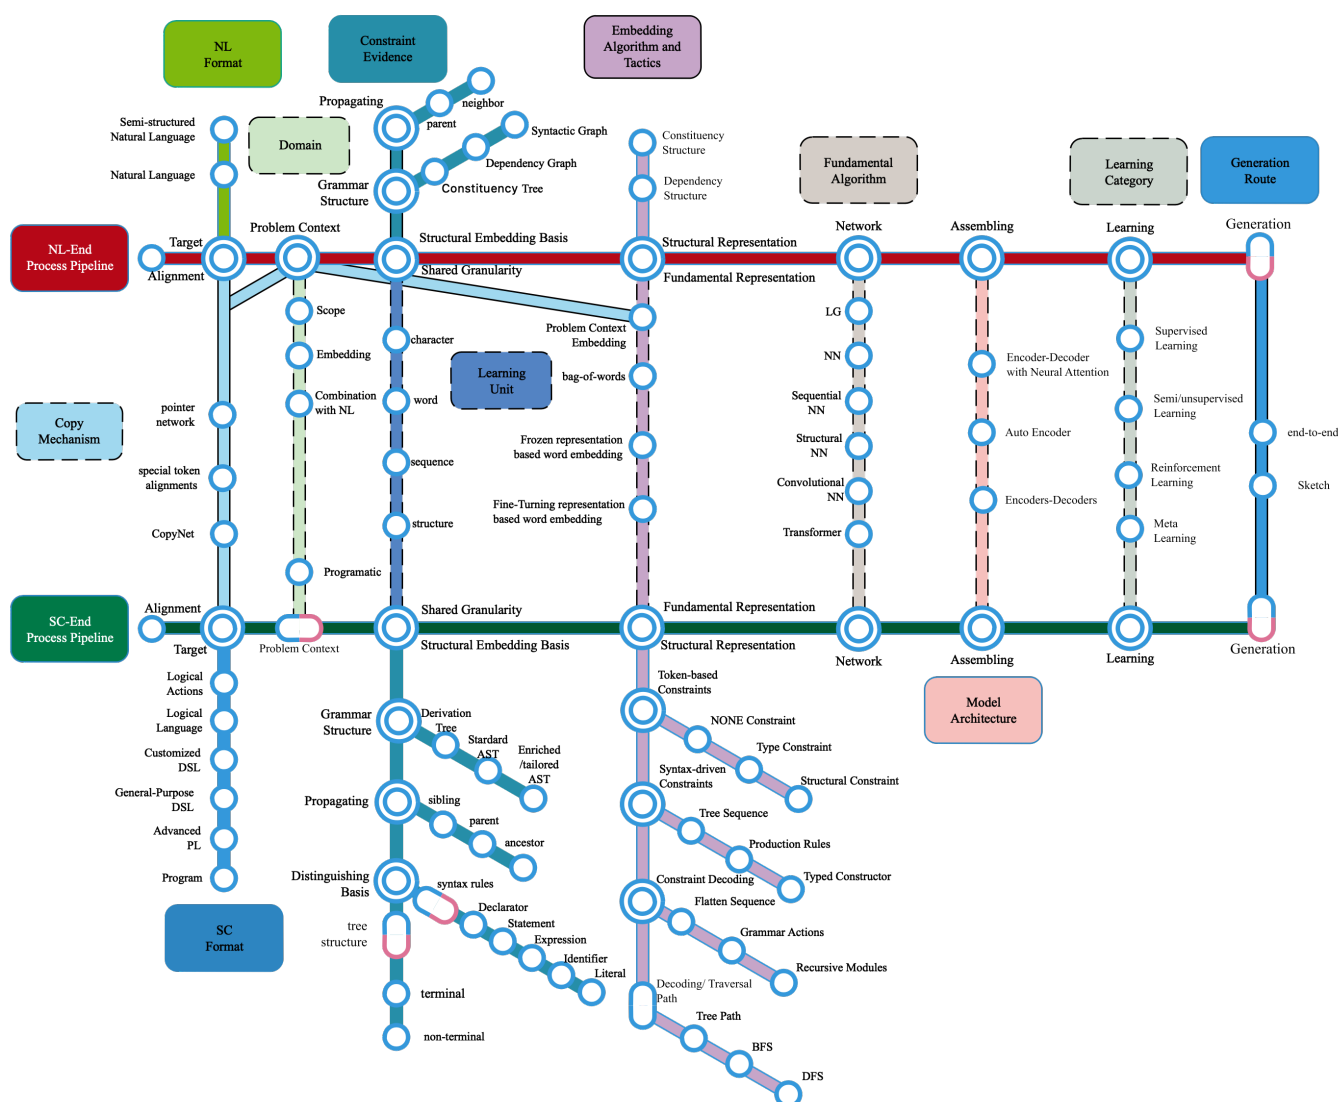 NL
Format
Constraint
Evidence
Embedding
Algorithm and
Tactics
Propagating
neighbor
parent
Semi-structured
Natural Language
Domain
Syntactic Graph
Constituency
Structure
Dependency Graph
Fundamental
Algorithm
Learning
Category
Generation
Route
Natural Language
Grammar
Structure
Constituency Tree
Dependency
Structure
NL-End
Process Pipeline
Target
Alignment
Problem Context
Structural Embedding Basis
Shared Granularity
Structural Representation
Fundamental Representation
Network
Assembling
Learning
Generation
Scope
Embedding
Combination
with NL
Programatic
character
word
sequence
structure
Learning
Unit
Problem Context
Embedding
bag-of-words
Frozen representation
based word embedding
Fine-Turning representation
based word embedding
LG
NN
Sequential
NN
Structural
NN
Convolutional
NN
Transformer
Encoder-Decoder
with Neural Attention
Auto Encoder
Encoders-Decoders
Supervised
Learning
Semi/unsupervised
Learning
Reinforcement
Learning
Meta
Learning
end-to-end
Sketch
Copy
Mechanism
pointer
network
special token
alignments
CopyNet
SC-End
Process Pipeline
Alignment
Target
Problem Context
Shared Granularity
Structural Embedding Basis
Fundamental Representation
Structural Representation
Network
Assembling
Learning
Generation
Model
Architecture
Logical
Actions
Logical
Language
Customized
DSL
General-Purpose
DSL
Advanced
PL
Program
SC
Format
Grammar
Structure
Derivation
Tree
Stardard
AST
Enriched
/tailored
AST
Propagating
sibling
parent
ancestor
Distinguishing
Basis
syntax rules
Declarator
Statement
Expression
Identifier
Literal
tree
structure
terminal
non-terminal
Token-based
Constraints
NONE Constraint
Type Constraint
Structural Constraint
Syntax-driven
Constraints
Tree Sequence
Production Rules
Typed Constructor
Constraint Decoding
Flatten Sequence
Grammar Actions
Recursive Modules
Decoding/ Traversal
Path
Tree Path
BFS
DFS